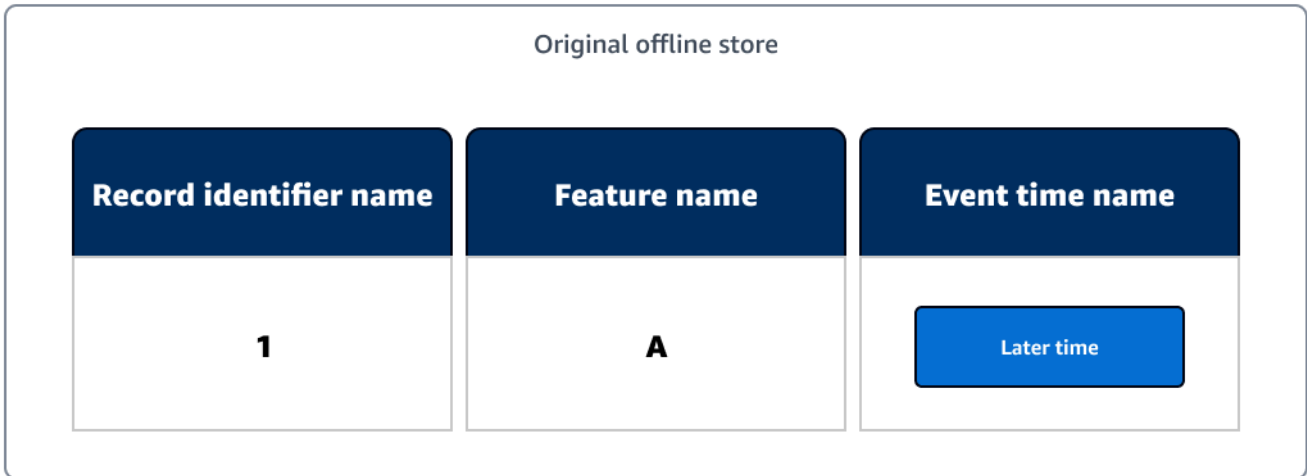 Original offline store
Record identifier name Feature name Event time name
1 A Later time